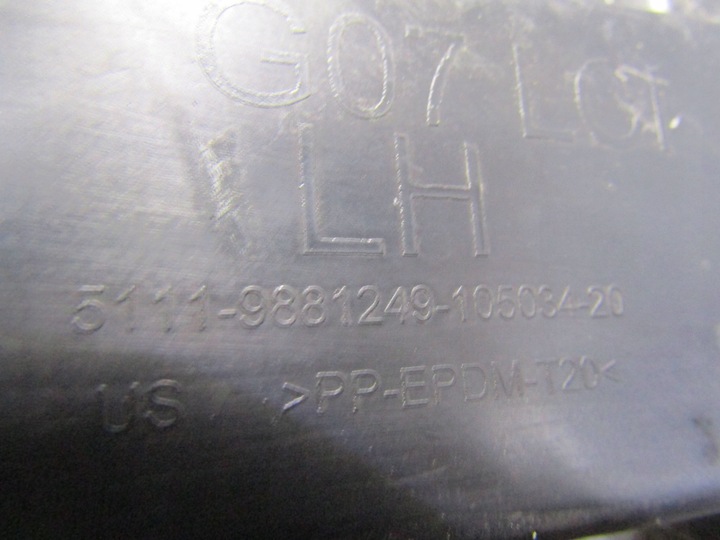 G07 LCI
LH
5111-9881249-105034-20
US >PP-EPDM-T20<